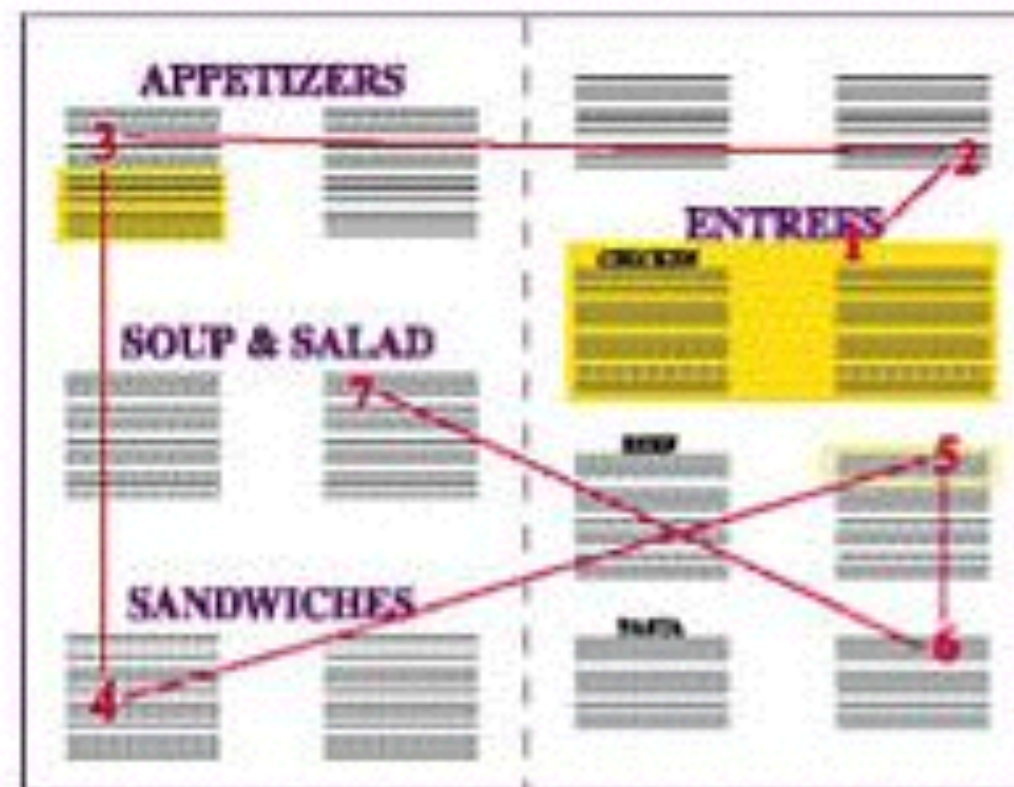 APPETIZERS
3
2
ENTREES
1
CHICKEN
SOUP & SALAD
7
BEEF
5
SANDWICHES
4
PASTA
6